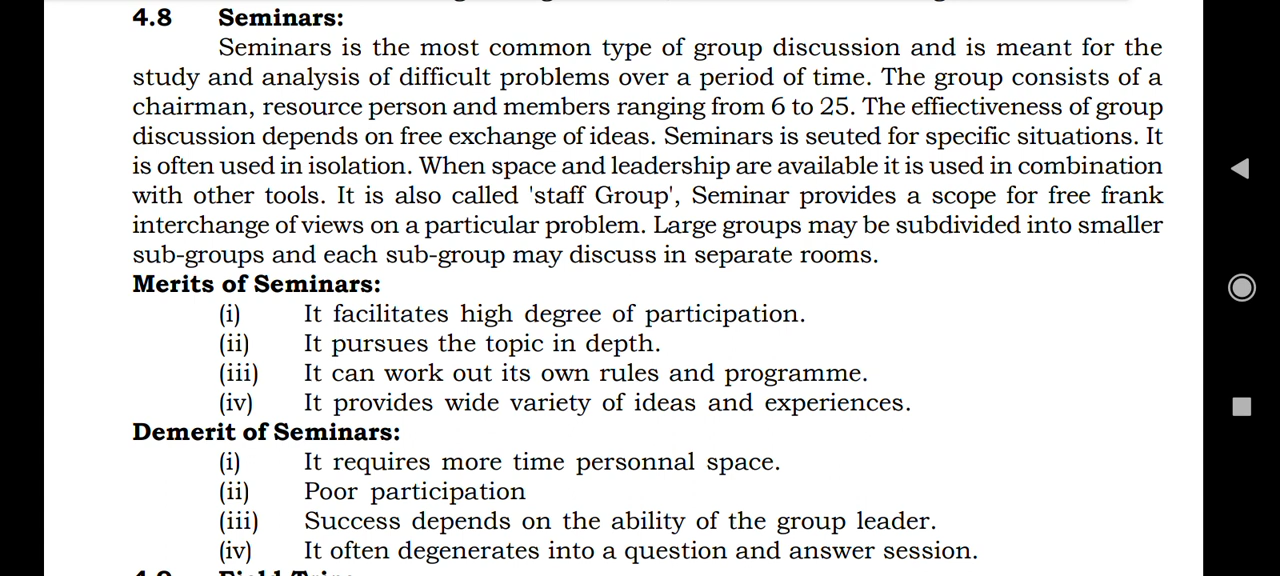 4.8 Seminars:
Seminars is the most common type of group discussion and is meant for the
study and analysis of difficult problems over a period of time. The group consists of a
chairman, resource person and members ranging from 6 to 25. The effiectiveness of group
discussion depends on free exchange of ideas. Seminars is seuted for specific situations. It
is often used in isolation. When space and leadership are available it is used in combination
with other tools. It is also called 'staff Group', Seminar provides a scope for free frank
interchange of views on a particular problem. Large groups may be subdivided into smaller
sub-groups and each sub-group may discuss in separate rooms.
Merits of Seminars:
(i) It facilitates high degree of participation.
(ii) It pursues the topic in depth.
(iii) It can work out its own rules and programme.
(iv) It provides wide variety of ideas and experiences.
Demerit of Seminars:
(i) It requires more time personnal space.
(ii) Poor participation
(iii) Success depends on the ability of the group leader.
(iv) It often degenerates into a question and answer session.
4.9 Field Trips